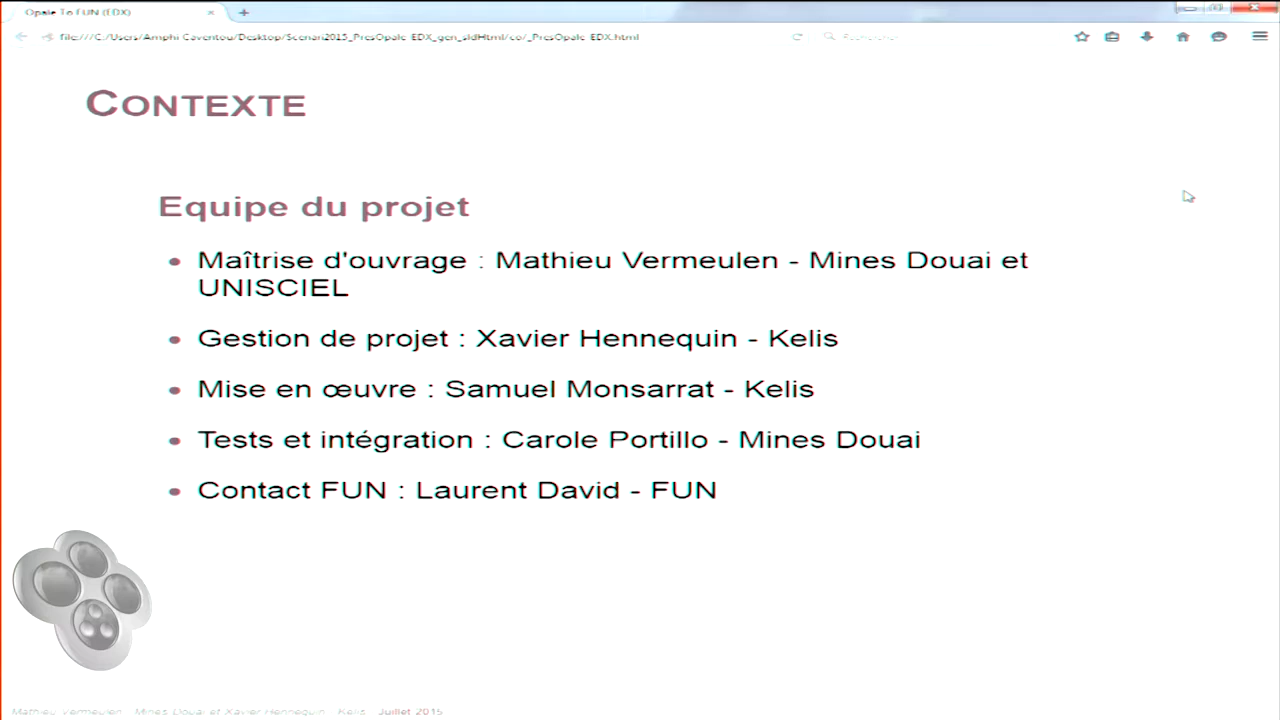 Opale To FUN (EDX)
file:///C:/Users/Amphi Caventou/Desktop/Scenari2015_PresOpale-EDX_gen_sldHtml/co/_PresOpale-EDX.html
Rechercher
CONTEXTE
Equipe du projet
Maîtrise d'ouvrage : Mathieu Vermeulen - Mines Douai et
UNISCIEL
Gestion de projet : Xavier Hennequin - Kelis
Mise en œuvre : Samuel Monsarrat - Kelis
Tests et intégration : Carole Portillo - Mines Douai
Contact FUN : Laurent David - FUN
Mathieu Vermeulen - Mines Douai et Xavier Hennequin - Kelis - Juillet 2015